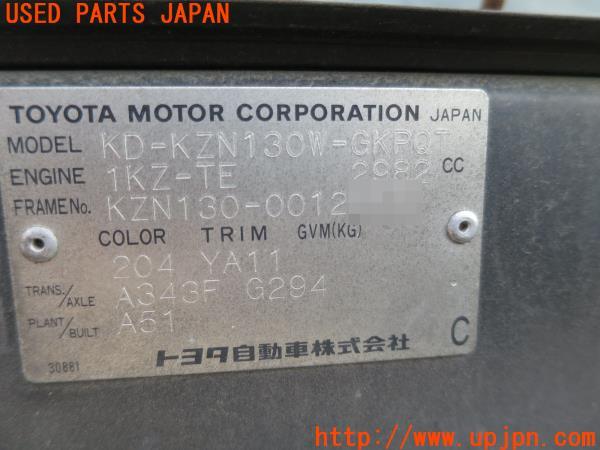 USED PARTS JAPAN
TOYOTA MOTOR CORPORATION JAPAN
MODEL KD-KZN130W-GKPQT
ENGINE 1KZ-TE 2982 CC
FRAME No. KZN130-0012
COLOR TRIM GVM(KG)
204 YA11
TRANS./AXLE A343F G294
PLANT/BUILT A51
トヨタ自動車株式会社 C
30881
http://www.upjpn.com/